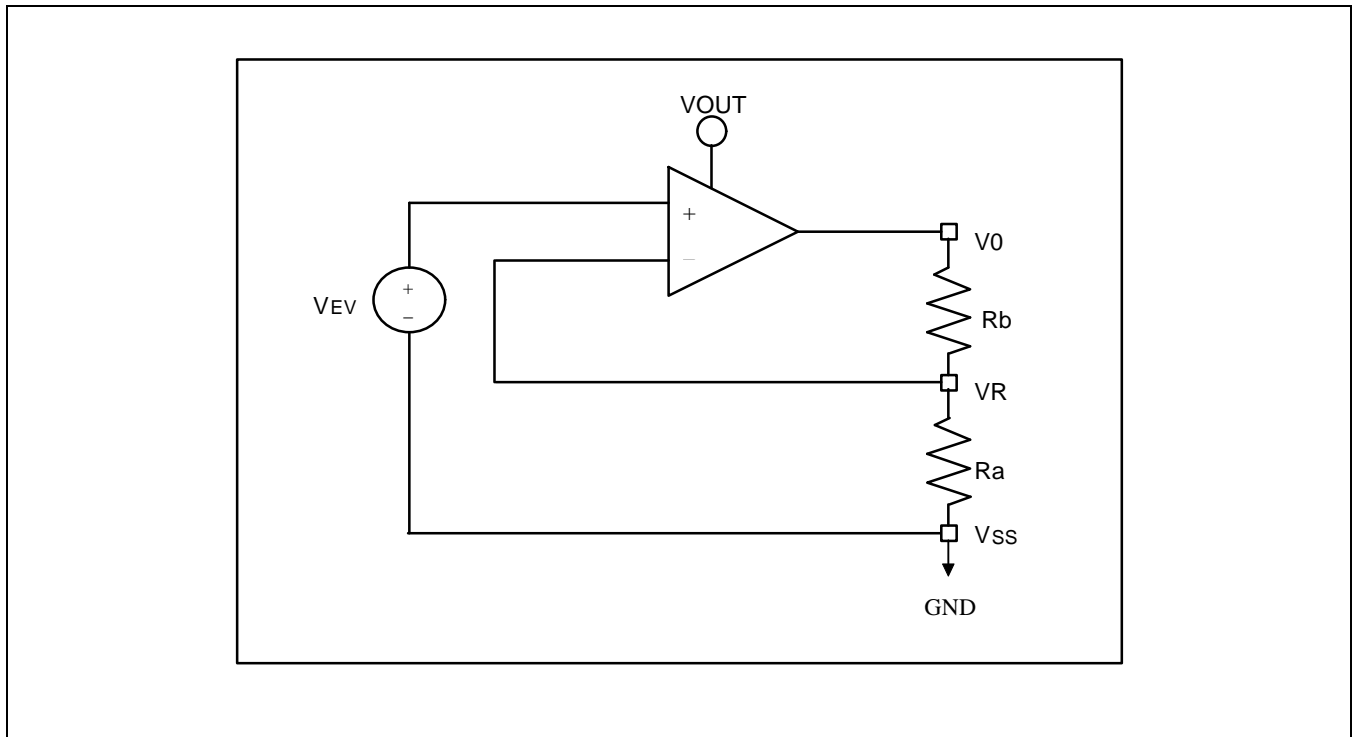 VOUT
+
−
V0
VEV
+
−
Rb
VR
Ra
VSS
GND